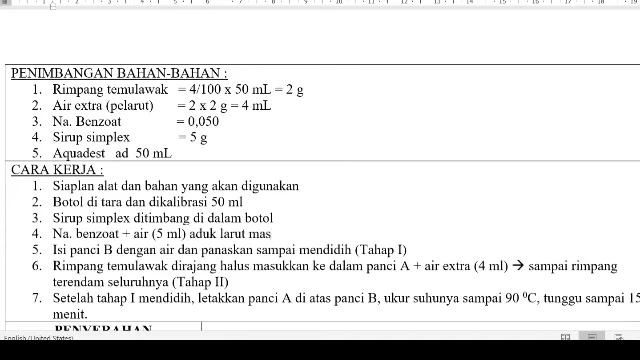 PENIMBANGAN BAHAN-BAHAN :
1. Rimpang temulawak = 4/100 x 50 mL = 2 g
2. Air extra (pelarut) = 2 x 2 g = 4 mL
3. Na. Benzoat = 0,050
4. Sirup simplex = 5 g
5. Aquadest ad 50 mL
CARA KERJA :
1. Siaplan alat dan bahan yang akan digunakan
2. Botol di tara dan dikalibrasi 50 ml
3. Sirup simplex ditimbang di dalam botol
4. Na. benzoat + air (5 ml) aduk larut mas
5. Isi panci B dengan air dan panaskan sampai mendidih (Tahap I)
6. Rimpang temulawak dirajang halus masukkan ke dalam panci A + air extra (4 ml) → sampai rimpang
terendam seluruhnya (Tahap II)
7. Setelah tahap I mendidih, letakkan panci A di atas panci B, ukur suhunya sampai 90 ⁰C, tunggu sampai 15
menit.
PENYERAHAN
English (United States)